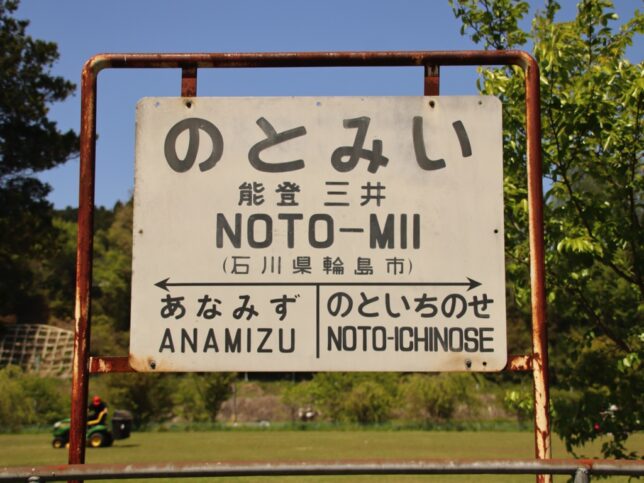 のとみい
能登 三井
NOTO-MII
(石川県輪島市)
あなみず
ANAMIZU
のといちのせ
NOTO-ICHINOSE